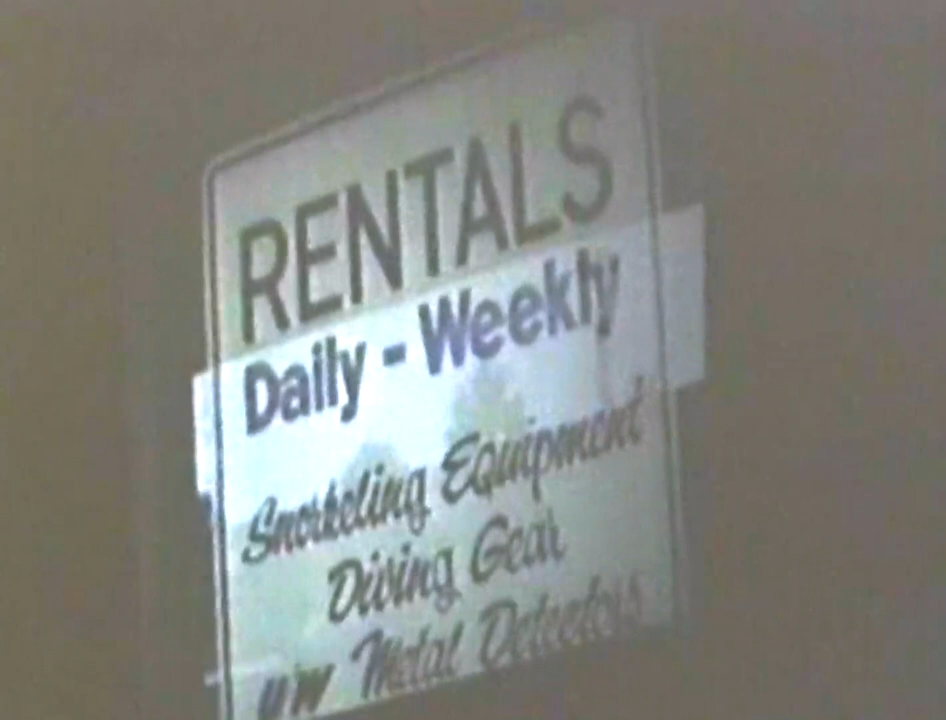 RENTALS
Daily - Weekly
Snorkeling Equipment
Diving Gear
u/w Metal Detectors